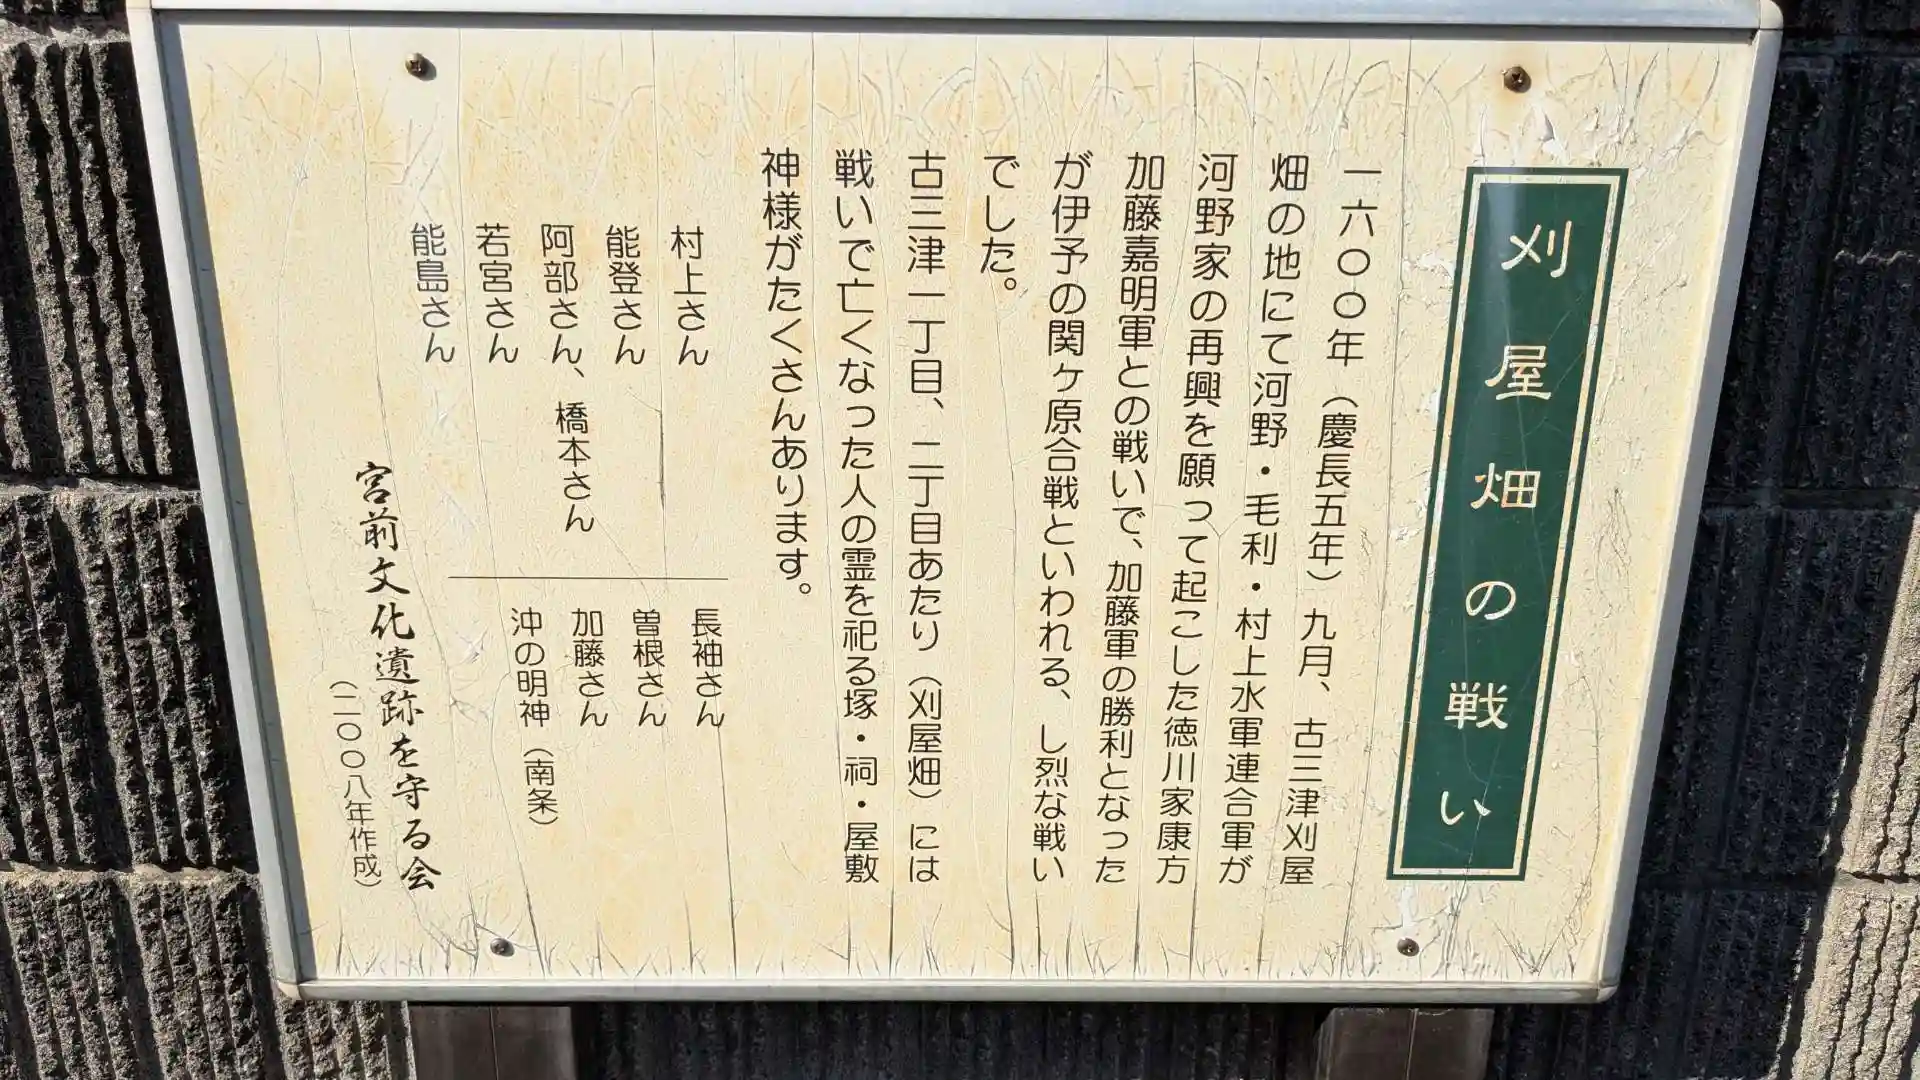 刈屋畑の戦い
一六〇〇年（慶長五年）九月、古三津刈屋
畑の地にて河野・毛利・村上水軍連合軍が
河野家の再興を願って起こした徳川家康方
加藤嘉明軍との戦いで、加藤軍の勝利となった
が伊予の関ヶ原合戦といわれる、し烈な戦い
でした。
古三津一丁目、二丁目あたり（刈屋畑）には
戦いで亡くなった人の霊を祀る塚・祠・屋敷
神様がたくさんあります。
村上さん
能登さん
阿部さん、橋本さん
若宮さん
能島さん
長袖さん
曽根さん
加藤さん
沖の明神（南条）
宮前文化遺跡を守る会
（二〇〇八年作成）